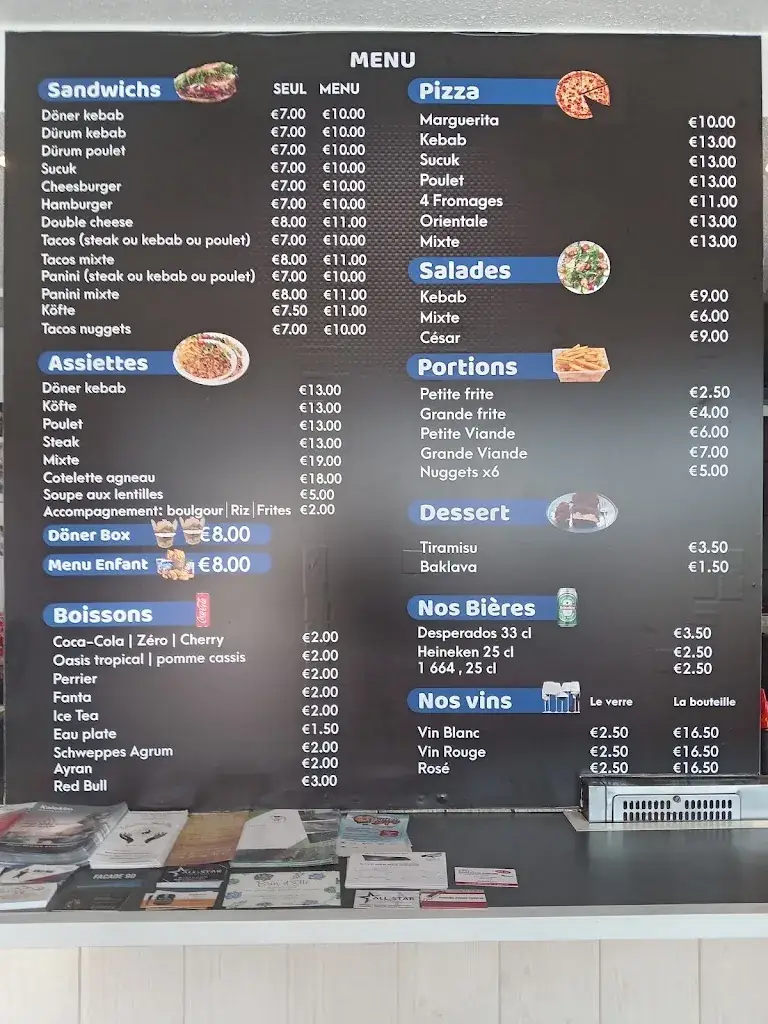 MENU
Sandwichs SEUL MENU
Döner kebab €7.00 €10.00
Dürum kebab €7.00 €10.00
Dürum poulet €7.00 €10.00
Sucuk €7.00 €10.00
Cheesburger €7.00 €10.00
Hamburger €7.00 €10.00
Double cheese €8.00 €11.00
Tacos (steak ou kebab ou poulet) €7.00 €10.00
Tacos mixte €8.00 €11.00
Panini (steak ou kebab ou poulet) €7.00 €10.00
Panini mixte €8.00 €11.00
Köfte €7.50 €11.00
Tacos nuggets €7.00 €10.00
Assiettes
Döner kebab €13.00
Köfte €13.00
Poulet €13.00
Steak €13.00
Mixte €19.00
Cotelette agneau €18.00
Soupe aux lentilles €5.00
Accompagnement: boulgour | Riz | Frites €2.00
Döner Box €8.00
Menu Enfant €8.00
Boissons
Coca-Cola | Zéro | Cherry €2.00
Oasis tropical | pomme cassis €2.00
Perrier €2.00
Fanta €2.00
Ice Tea €2.00
Eau plate €1.50
Schweppes Agrum €2.00
Ayran €2.00
Red Bull €3.00
Pizza
Marguerita €10.00
Kebab €13.00
Sucuk €13.00
Poulet €13.00
4 Fromages €11.00
Orientale €13.00
Mixte €13.00
Salades
Kebab €9.00
Mixte €6.00
César €9.00
Portions
Petite frite €2.50
Grande frite €4.00
Petite Viande €6.00
Grande Viande €7.00
Nuggets x6 €5.00
Dessert
Tiramisu €3.50
Baklava €1.50
Nos Bières
Desperados 33 cl €3.50
Heineken 25 cl €2.50
1 664 , 25 cl €2.50
Nos vins Le verre La bouteille
Vin Blanc €2.50 €16.50
Vin Rouge €2.50 €16.50
Rosé €2.50 €16.50
FACADE 90
ALL-STAR
ALL-STAR